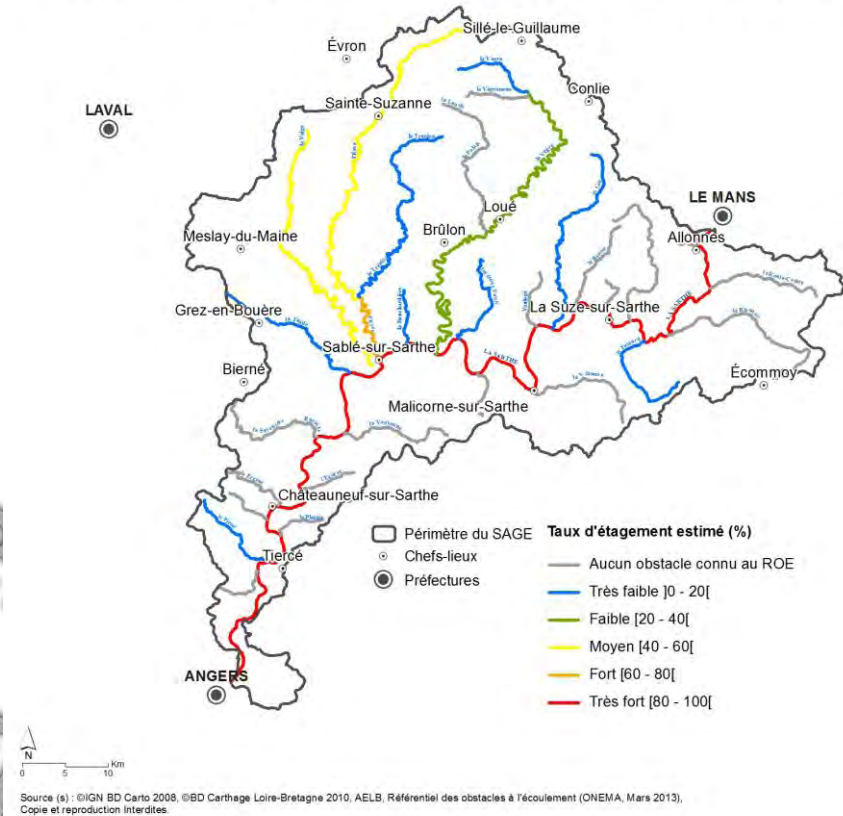 Sillé-le-Guillaume
Évron
Conlie
LAVAL
Sainte-Suzanne
LE MANS
Loué
Brûlon
Allonnes
Meslay-du-Maine
Grez-en-Bouère
La Suze-sur-Sarthe
LA SARTHE
Sablé-sur-Sarthe
LA SARTHE
Bierné
Écommoy
Malicorne-sur-Sarthe
Châteauneuf-sur-Sarthe
Tiercé
ANGERS
Périmètre du SAGE
Chefs-lieux
Préfectures
Taux d'étagement estimé (%)
Aucun obstacle connu au ROE
Très faible ]0 - 20[
Faible [20 - 40[
Moyen [40 - 60[
Fort [60 - 80[
Très fort [80 - 100[
N
0 5 10 Km
Source (s) : ©IGN BD Carto 2008, ©BD Carthage Loire-Bretagne 2010, AELB, Référentiel des obstacles à l'écoulement (ONEMA, Mars 2013),
Copie et reproduction Interdites.